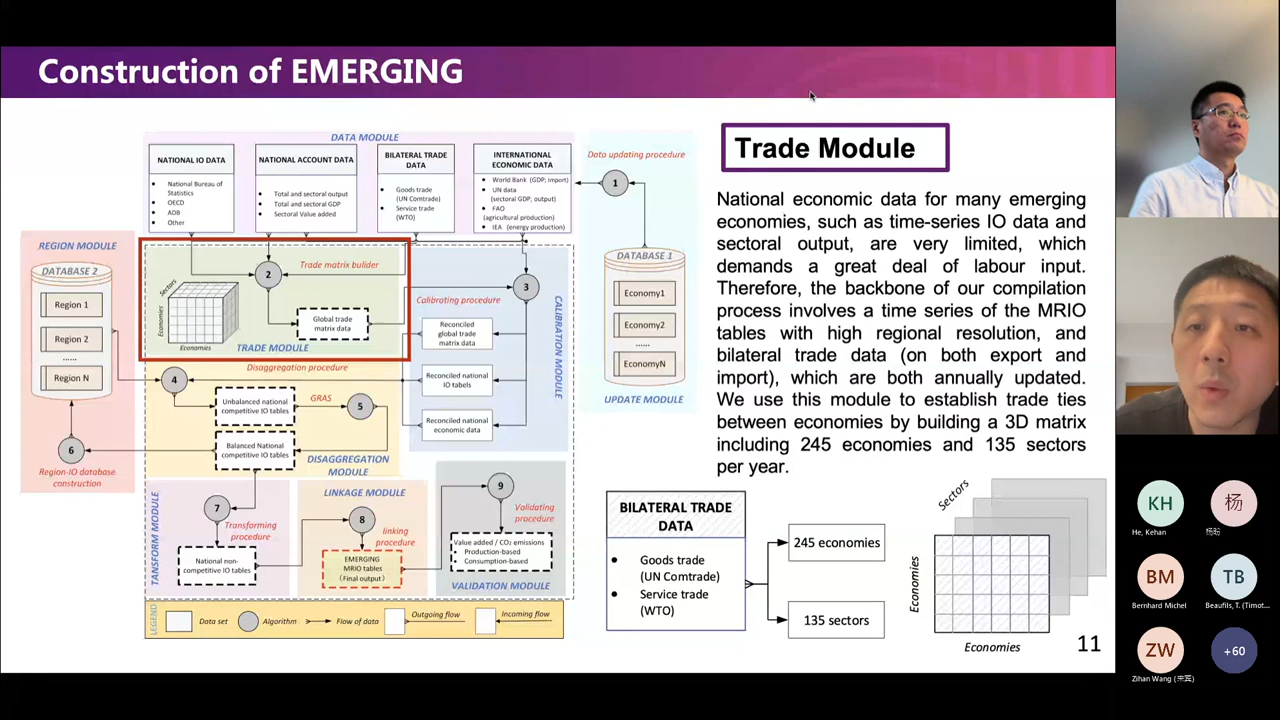 Construction of EMERGING
DATA MODULE
NATIONAL IO DATA
• National Bureau of
Statistics
• OECD
• ADB
• Other
NATIONAL ACCOUNT DATA
• Total and sectoral output
• Total and sectoral GDP
• Sectoral Value added
BILATERAL TRADE
DATA
• Goods trade
(UN Comtrade)
• Service trade
(WTO)
INTERNATIONAL
ECONOMIC DATA
• World Bank (GDP; import)
• UN data
(sectoral GDP; output)
• FAO
(agricultural production)
• IEA (energy production)
Data updating procedure
1
DATABASE 1
Economy1
Economy2
......
EconomyN
UPDATE MODULE
REGION MODULE
DATABASE 2
Region 1
Region 2
......
Region N
6
Region-IO database
construction
2
Trade matrix builder
Sectors
Economies
Economies
Global trade
matrix data
TRADE MODULE
3
Calibrating procedure
Reconciled
global trade
matrix data
Reconciled national
IO tabels
Reconciled national
economic data
CALIBRATION MODULE
Disaggregation procedure
4
Unbalanced national
competitive IO tables
GRAS
5
Balanced National
competitive IO tables
DISAGGREGATION
MODULE
TANSFORM MODULE
7
Transforming
procedure
National non-
competitive IO tables
LINKAGE MODULE
8
linking
procedure
EMERGING
MRIO tables
(Final output)
9
Validating
procedure
Value added / CO₂ emissions
• Production-based
• Consumption-based
VALIDATION MODULE
LEGEND
Data set
Algorithm
Flow of data
Outgoing flow
Incoming flow
Trade Module
National economic data for many emerging
economies, such as time-series IO data and
sectoral output, are very limited, which
demands a great deal of labour input.
Therefore, the backbone of our compilation
process involves a time series of the MRIO
tables with high regional resolution, and
bilateral trade data (on both export and
import), which are both annually updated.
We use this module to establish trade ties
between economies by building a 3D matrix
including 245 economies and 135 sectors
per year.
BILATERAL TRADE
DATA
• Goods trade
(UN Comtrade)
• Service trade
(WTO)
245 economies
135 sectors
Sectors
Economies
Economies
11
KH
He, Kehan
杨
杨盼
BM
Bernhard Michel
TB
Beaufils, T. (Timot...
ZW
Zihan Wang
+60